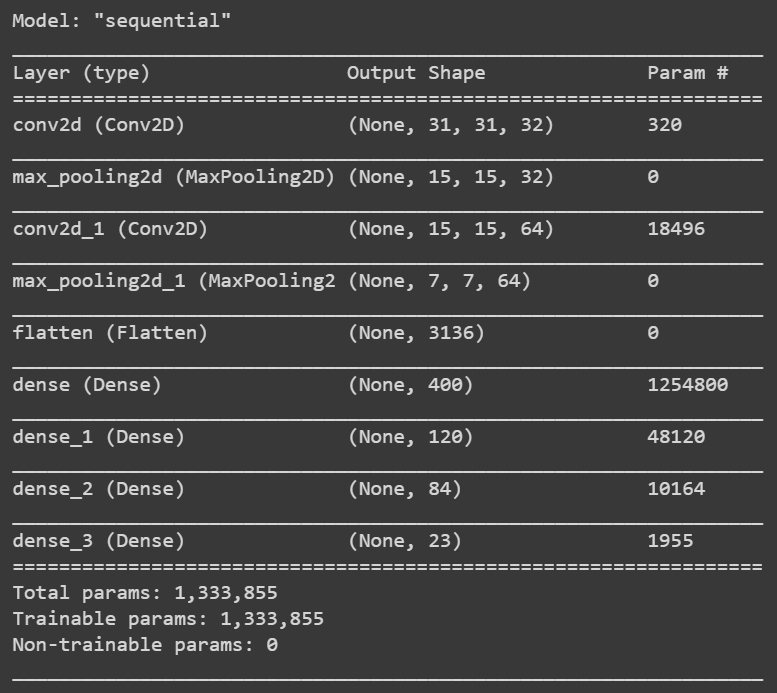 Model: "sequential"
Layer (type) Output Shape Param #
conv2d (Conv2D) (None, 31, 31, 32) 320
max_pooling2d (MaxPooling2D) (None, 15, 15, 32) 0
conv2d_1 (Conv2D) (None, 15, 15, 64) 18496
max_pooling2d_1 (MaxPooling2 (None, 7, 7, 64) 0
flatten (Flatten) (None, 3136) 0
dense (Dense) (None, 400) 1254800
dense_1 (Dense) (None, 120) 48120
dense_2 (Dense) (None, 84) 10164
dense_3 (Dense) (None, 23) 1955
Total params: 1,333,855
Trainable params: 1,333,855
Non-trainable params: 0